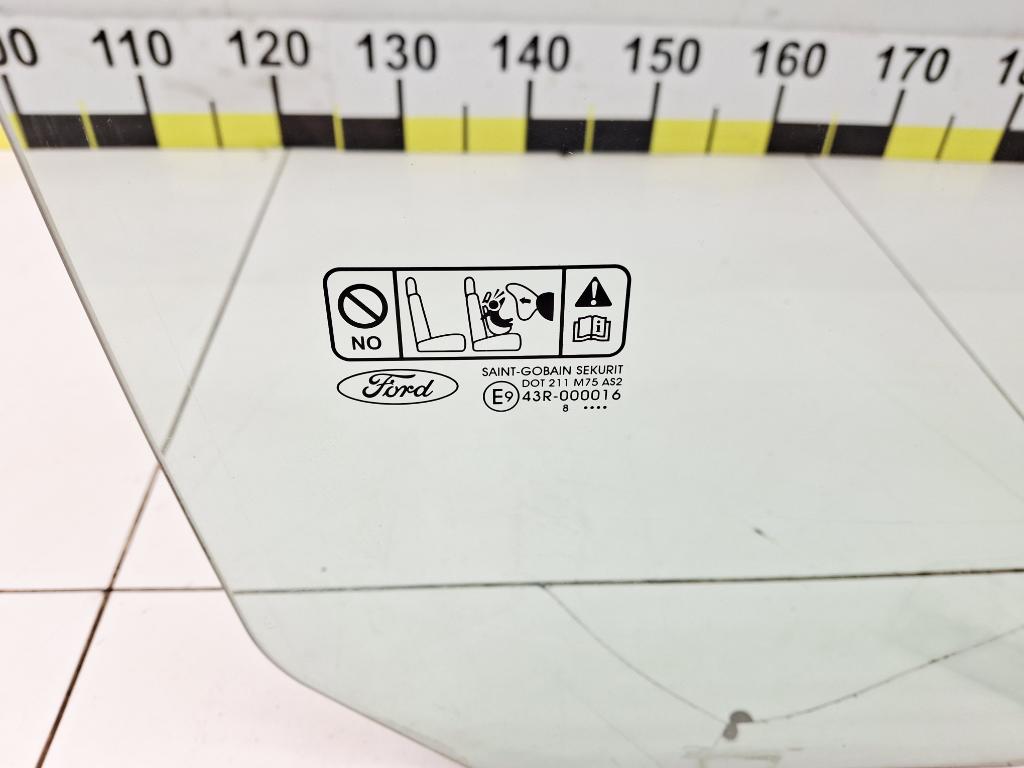 110 120 130 140 150 160 170
NO
Ford
SAINT-GOBAIN SEKURIT
DOT 211 M75 AS2
E9 43R-000016
8 ....